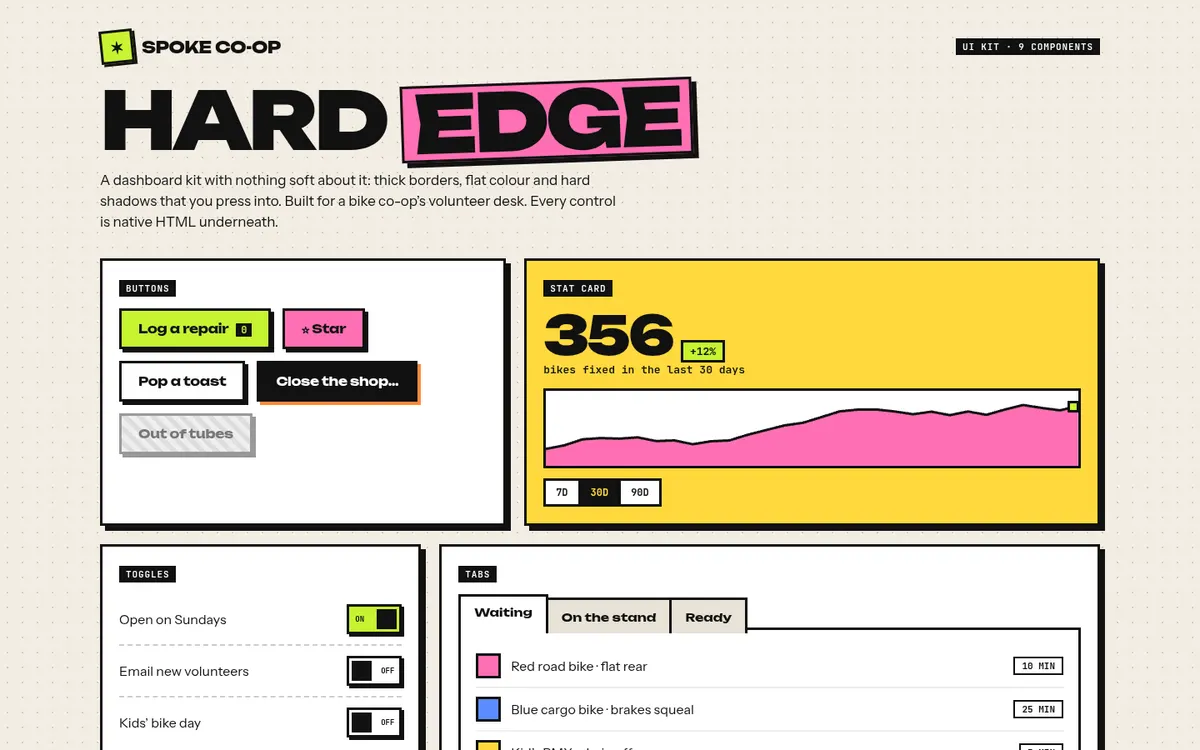 ✶ SPOKE CO-OP
UI KIT · 9 COMPONENTS
HARD EDGE
A dashboard kit with nothing soft about it: thick borders, flat colour and hard
shadows that you press into. Built for a bike co-op's volunteer desk. Every control
is native HTML underneath.
BUTTONS
Log a repair 0
☆ Star
Pop a toast
Close the shop…
Out of tubes
STAT CARD
356 +12%
bikes fixed in the last 30 days
7D 30D 90D
TOGGLES
Open on Sundays ON
Email new volunteers OFF
Kids' bike day OFF
TABS
Waiting On the stand Ready
Red road bike · flat rear 10 MIN
Blue cargo bike · brakes squeal 25 MIN